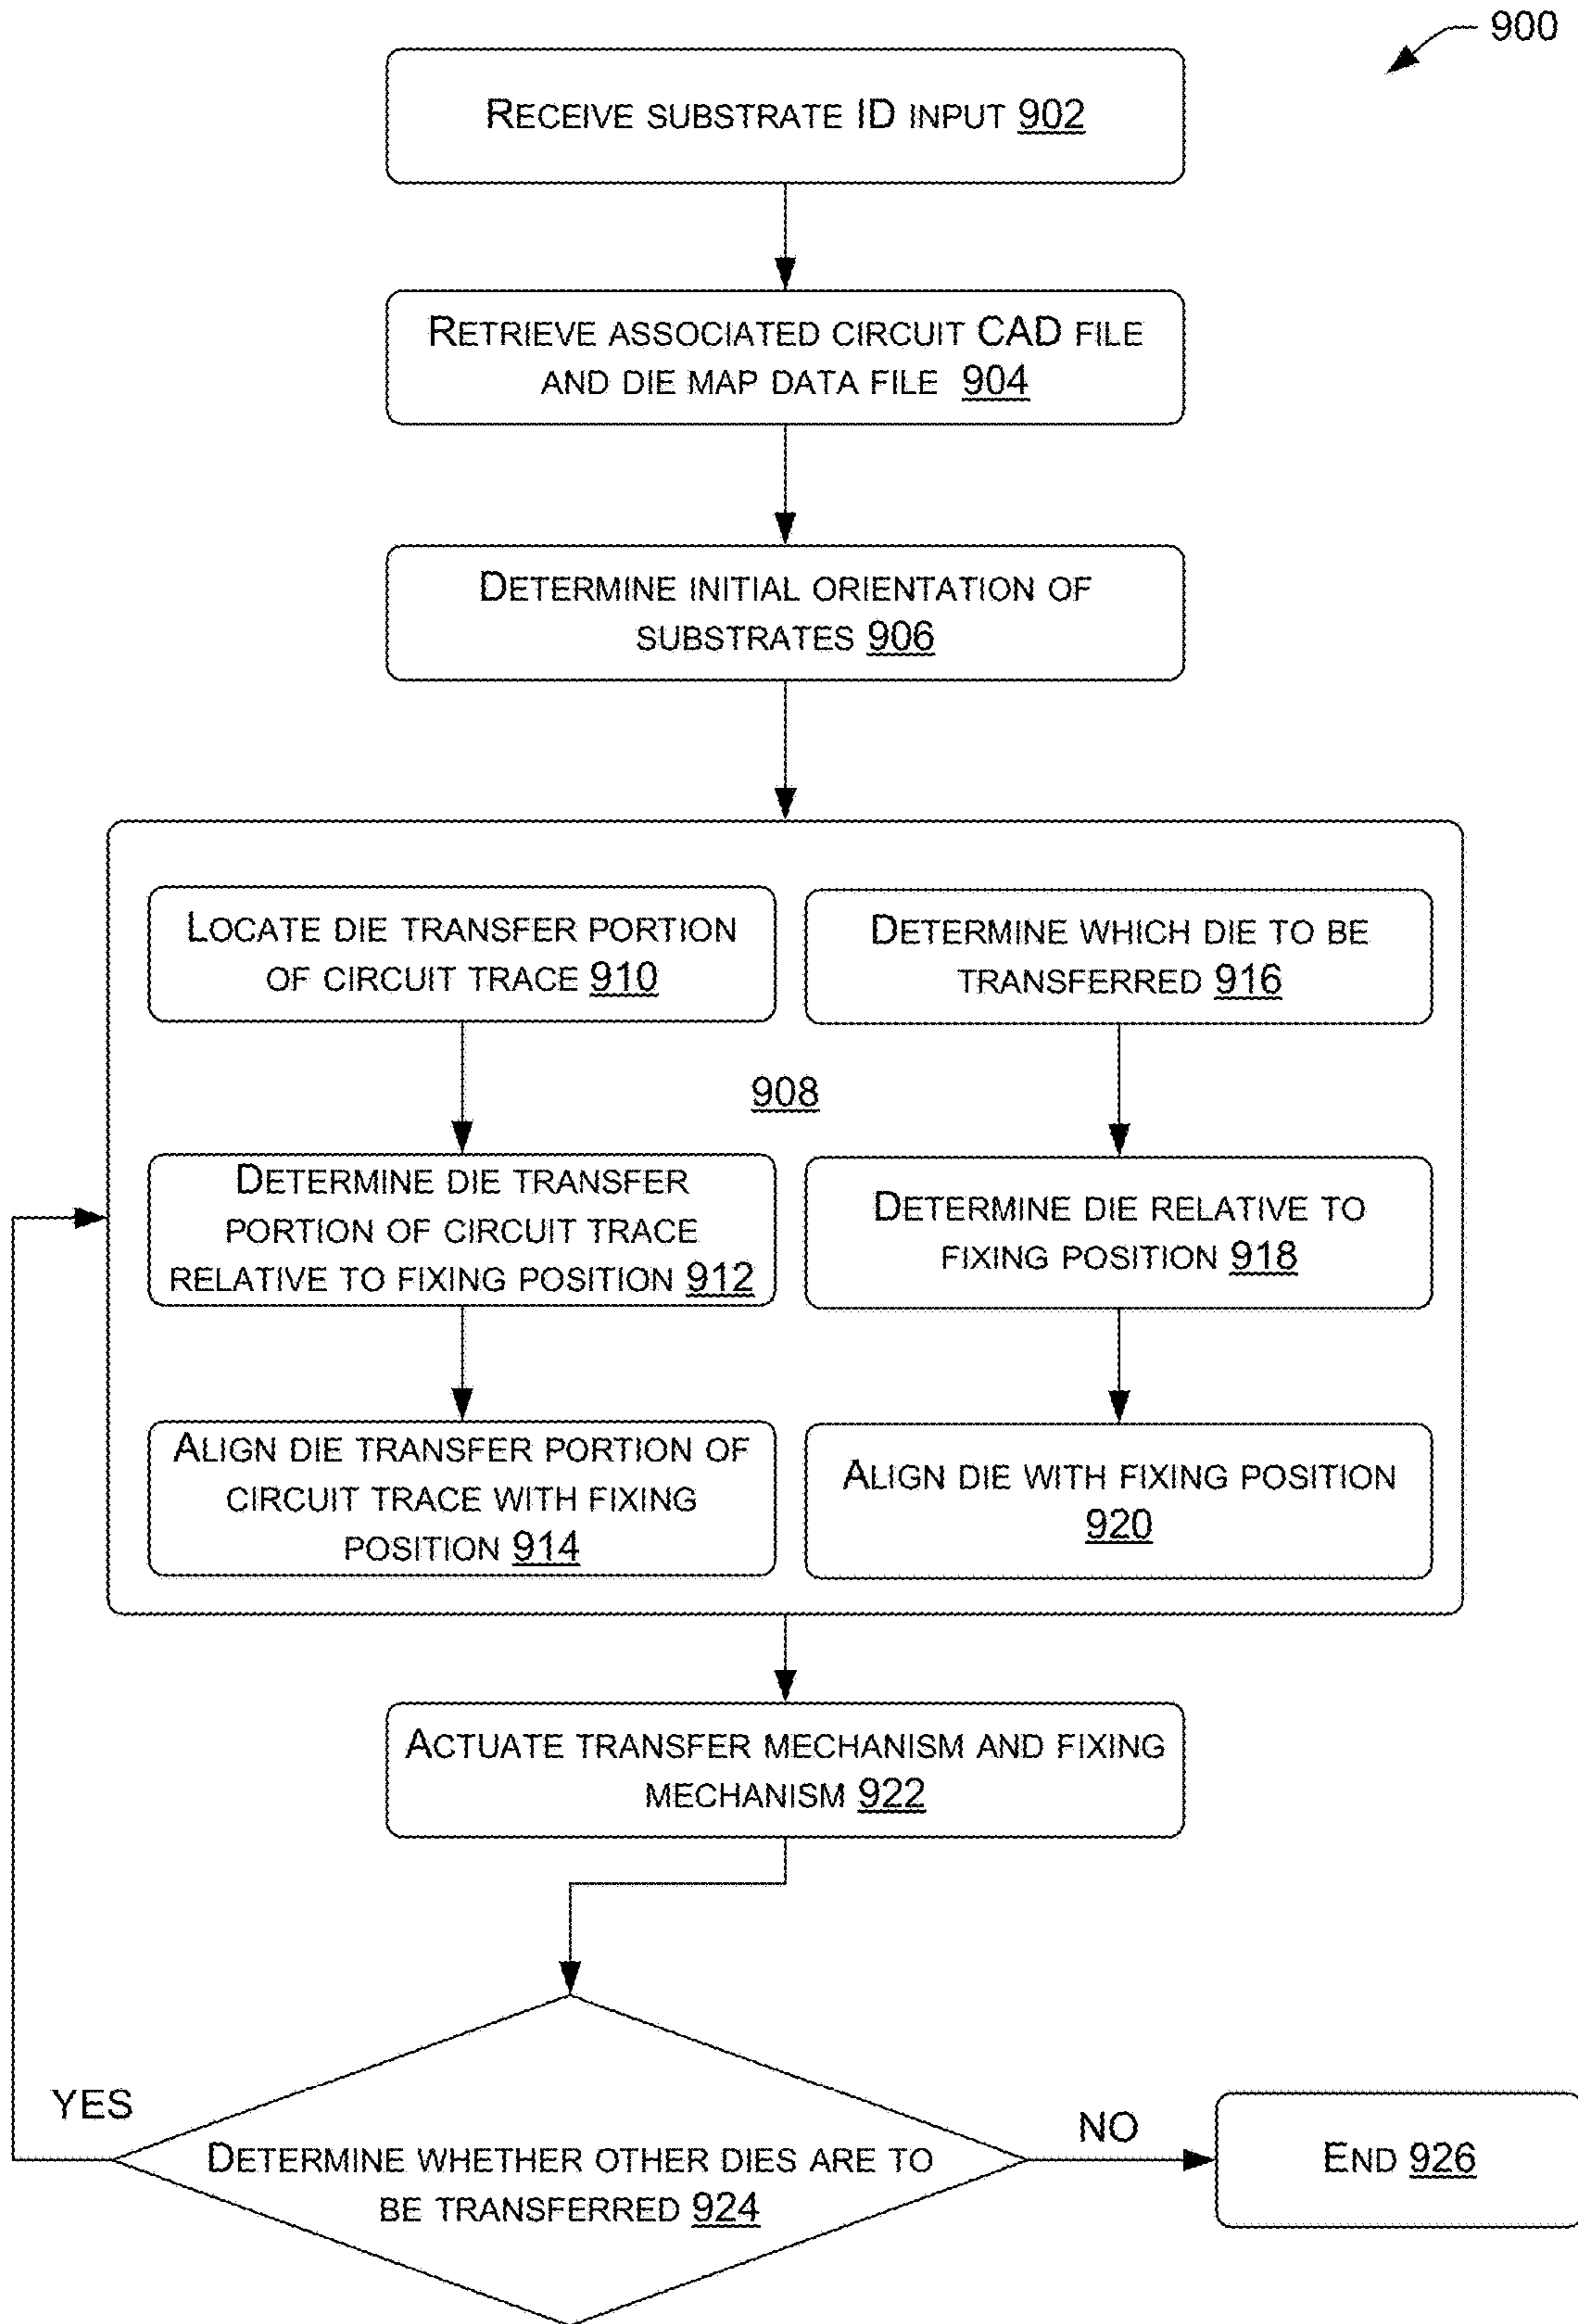 900
RECEIVE SUBSTRATE ID INPUT 902
RETRIEVE ASSOCIATED CIRCUIT CAD FILE
AND DIE MAP DATA FILE 904
DETERMINE INITIAL ORIENTATION OF
SUBSTRATES 906
LOCATE DIE TRANSFER PORTION
OF CIRCUIT TRACE 910
DETERMINE WHICH DIE TO BE
TRANSFERRED 916
908
DETERMINE DIE TRANSFER
PORTION OF CIRCUIT TRACE
RELATIVE TO FIXING POSITION 912
DETERMINE DIE RELATIVE TO
FIXING POSITION 918
ALIGN DIE TRANSFER PORTION OF
CIRCUIT TRACE WITH FIXING
POSITION 914
ALIGN DIE WITH FIXING POSITION
920
ACTUATE TRANSFER MECHANISM AND FIXING
MECHANISM 922
YES
DETERMINE WHETHER OTHER DIES ARE TO
BE TRANSFERRED 924
NO
END 926